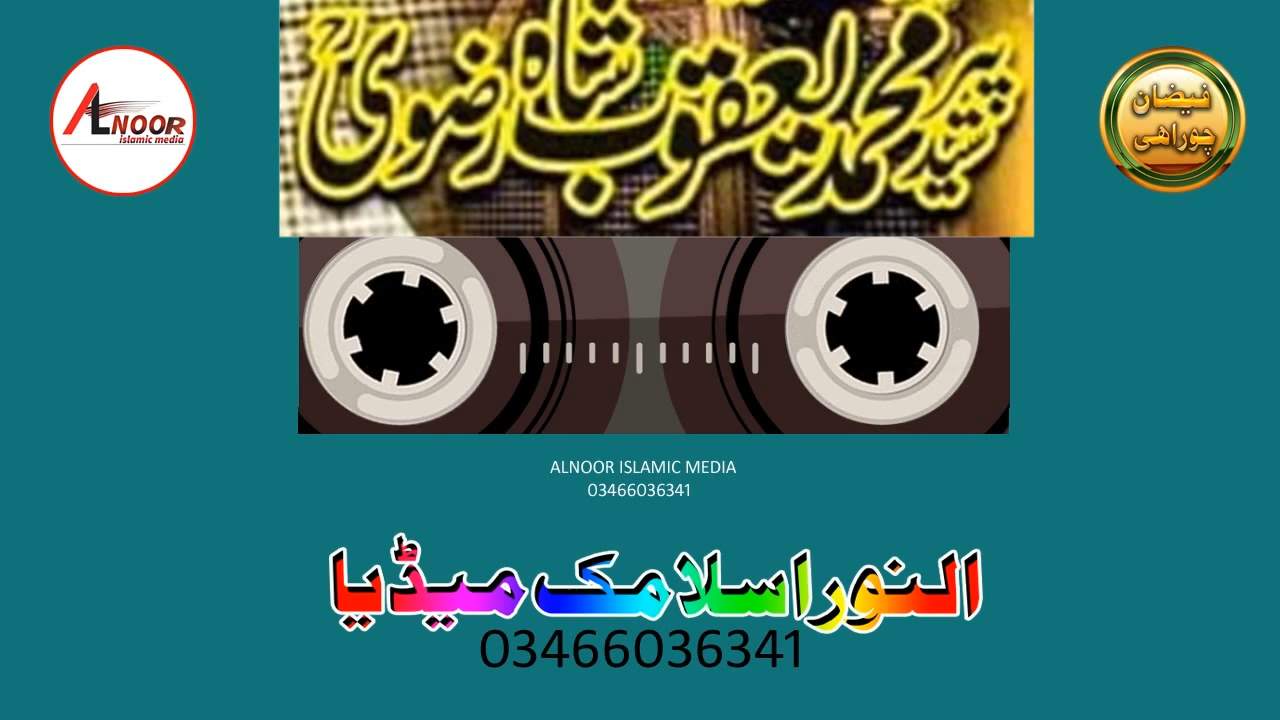 پیر سید محمد یعقوب شاہ رضوی
ALNOOR
islamic media
فیضان
چوراھی
ALNOOR ISLAMIC MEDIA
03466036341
النور اسلامک میڈیا
03466036341